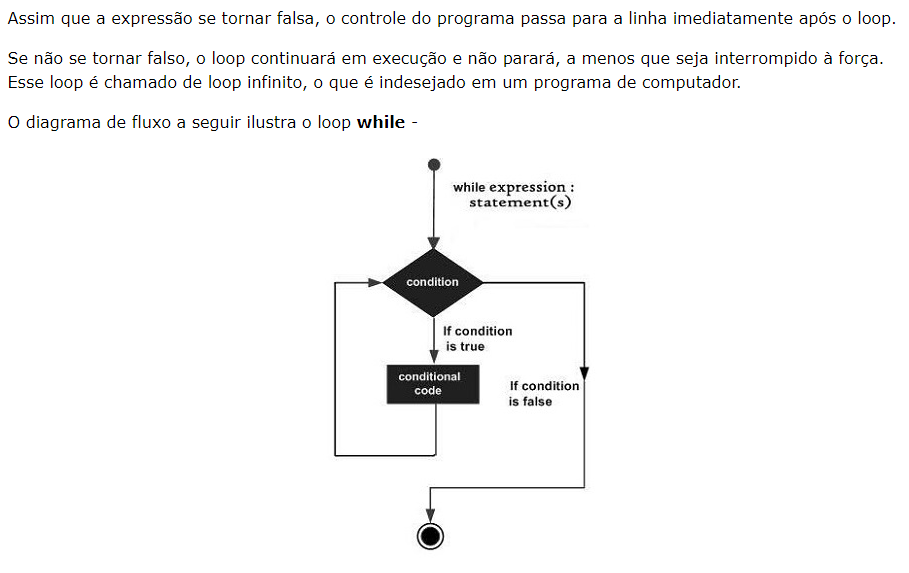 Assim que a expressão se tornar falsa, o controle do programa passa para a linha imediatamente após o loop.
Se não se tornar falso, o loop continuará em execução e não parará, a menos que seja interrompido à força.
Esse loop é chamado de loop infinito, o que é indesejado em um programa de computador.
O diagrama de fluxo a seguir ilustra o loop while -
while expression :
statement(s)
condition
If condition
is true
conditional
code
If condition
is false